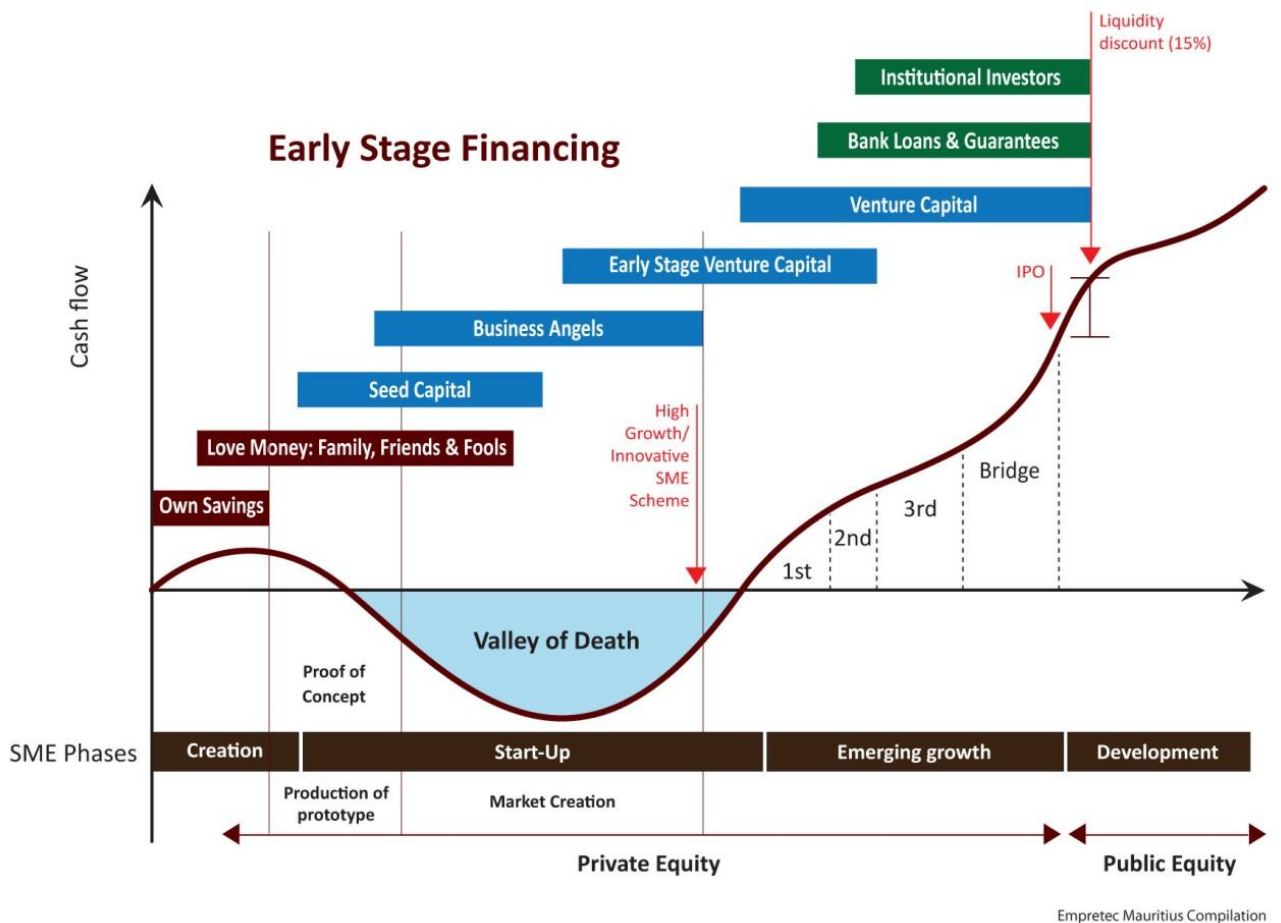 Liquidity
discount (15%)
Institutional Investors
Bank Loans & Guarantees
Early Stage Financing
Venture Capital
Early Stage Venture Capital
IPO
Cash flow
Business Angels
Seed Capital
High
Growth/
Innovative
SME
Scheme
Love Money: Family, Friends & Fools
Own Savings
Bridge
3rd
2nd
1st
Valley of Death
Proof of
Concept
SME Phases
Creation
Start-Up
Emerging growth
Development
Production of
prototype
Market Creation
Private Equity
Public Equity
Empretec Mauritius Compilation